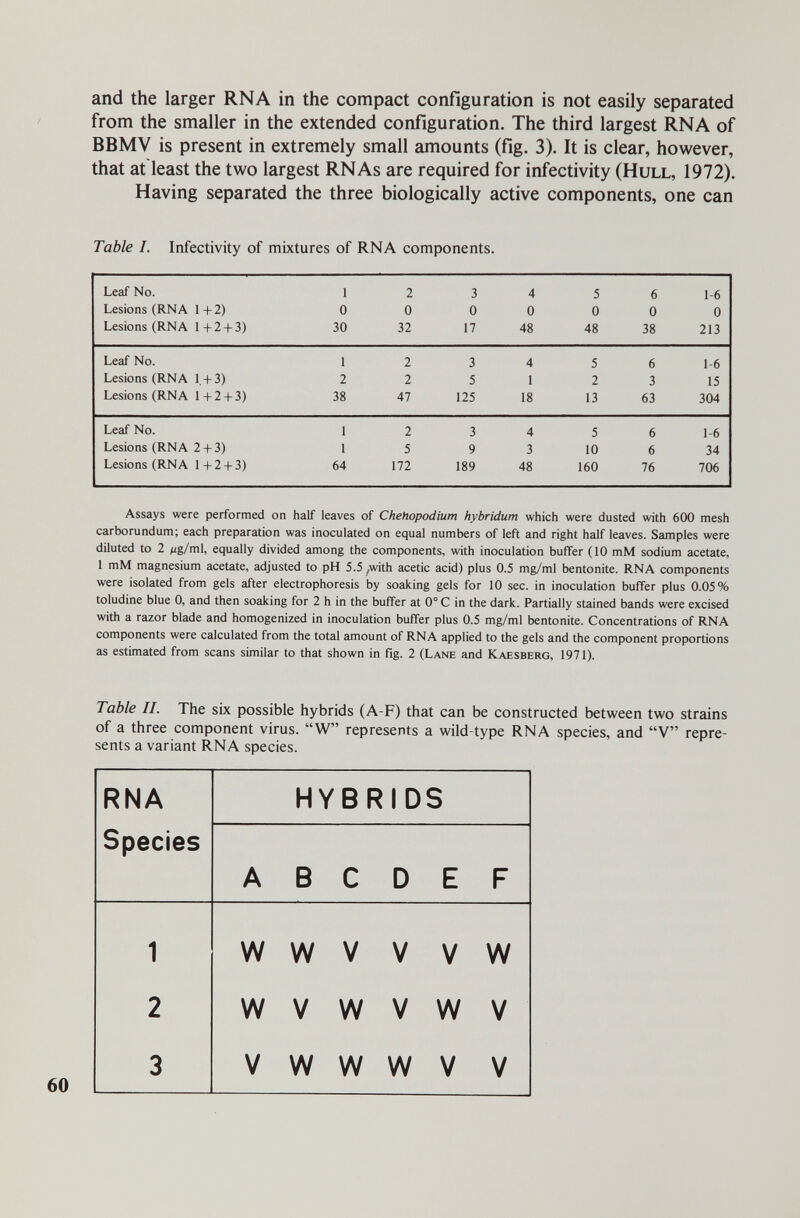 and the larger RNA in the compact configuration is not easily separated
from the smaller in the extended configuration. The third largest RNA of
BBMV is present in extremely small amounts (fig. 3). It is clear, however,
that at least the two largest RNAs are required for infectivity (HULL, 1972).
Having separated the three biologically active components, one can
Table I. Infectivity of mixtures of RNA components.
Leaf No. 1 2 3 4 5 6 1-6
Lesions (RNA 1+2) 0 0 0 0 0 0 0
Lesions (RNA 1+2+3) 30 32 17 48 48 38 213
Leaf No. 1 2 3 4 5 6 1-6
Lesions (RNA 1.+3) 2 2 5 1 2 3 15
Lesions (RNA 1+2+3) 38 47 125 18 13 63 304
Leaf No. 1 2 3 4 5 6 1-6
Lesions (RNA 2+3) 1 5 9 3 10 6 34
Lesions (RNA 1+2+3) 64 172 189 48 160 76 706
Assays were performed on half leaves of Chehopodium hybridum which were dusted with 600 mesh
carborundum; each preparation was inoculated on equal numbers of left and right half leaves. Samples were
diluted to 2 µg/ml, equally divided among the components, with inoculation buffer (10 mM sodium acetate,
1 mM magnesium acetate, adjusted to pH 5.5 ,with acetic acid) plus 0.5 mg/ml bentonite. RNA components
were isolated from gels after electrophoresis by soaking gels for 10 sec. in inoculation buffer plus 0.05%
toludine blue 0, and then soaking for 2 h in the buffer at 0° C in the dark. Partially stained bands were excised
with a razor blade and homogenized in inoculation buffer plus 0.5 mg/ml bentonite. Concentrations of RNA
components were calculated from the total amount of RNA applied to the gels and the component proportions
as estimated from scans similar to that shown in fig. 2 (LANE and KAESBERG, 1971).
Table II. The six possible hybrids (A-F) that can be constructed between two strains
of a three component virus. “W” represents a wild-type RNA species, and “V” repre-
sents a variant RNA species.
RNA HYBRIDS
Species
A B C D E F
1 W W V V V W
2 W V W V W V
3 V W W W V V
60